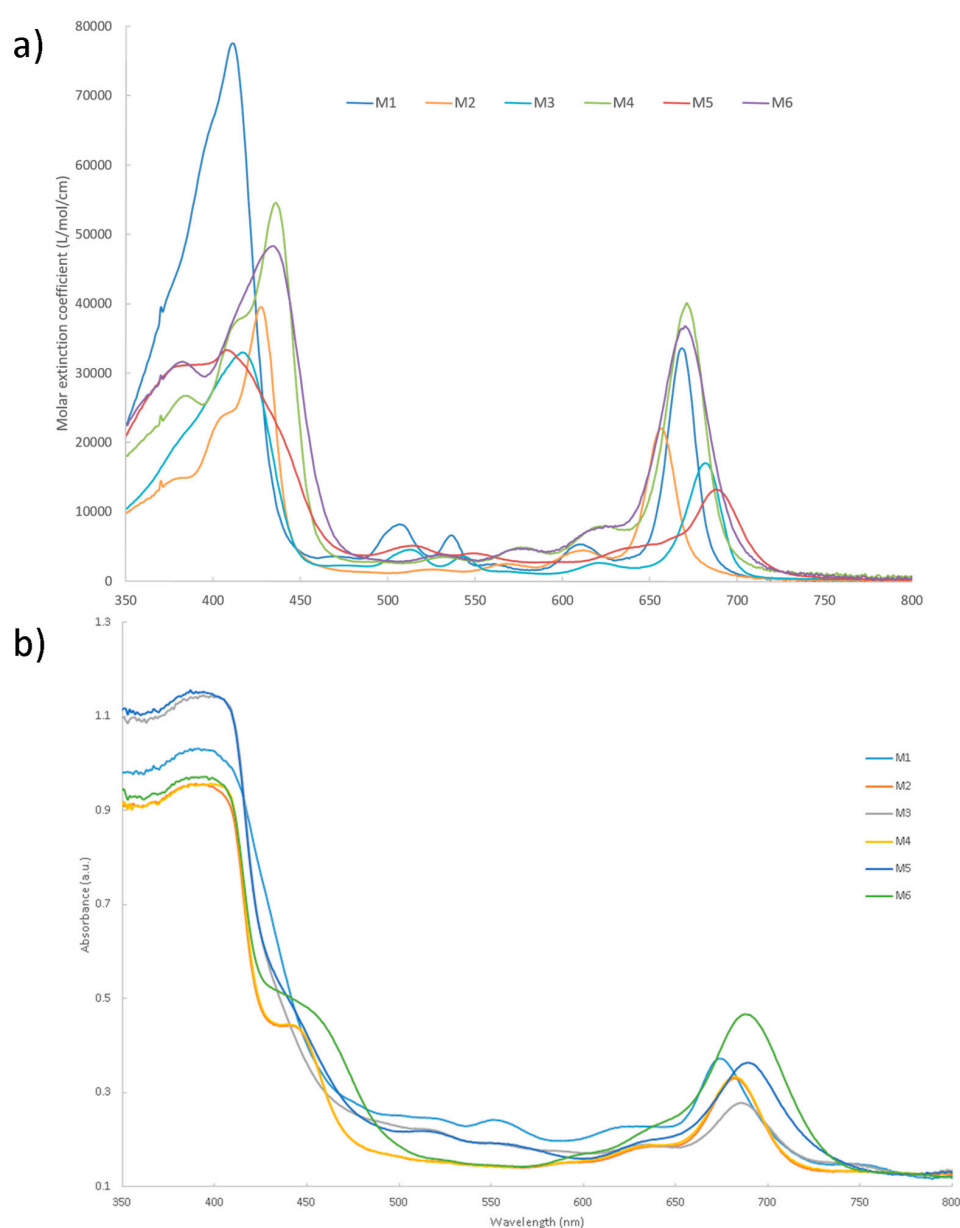 a)
80000
70000
60000
50000
40000
30000
20000
10000
0
Molar extinction coefficient (L/mol/cm)
M1 M2 M3 M4 M5 M6
350 400 450 500 550 600 650 700 750 800
b)
1.3
1.1
0.9
0.7
0.5
0.3
0.1
Absorbance (a.u.)
M1
M2
M3
M4
M5
M6
350 400 450 500 550 600 650 700 750 800
Wavelength (nm)